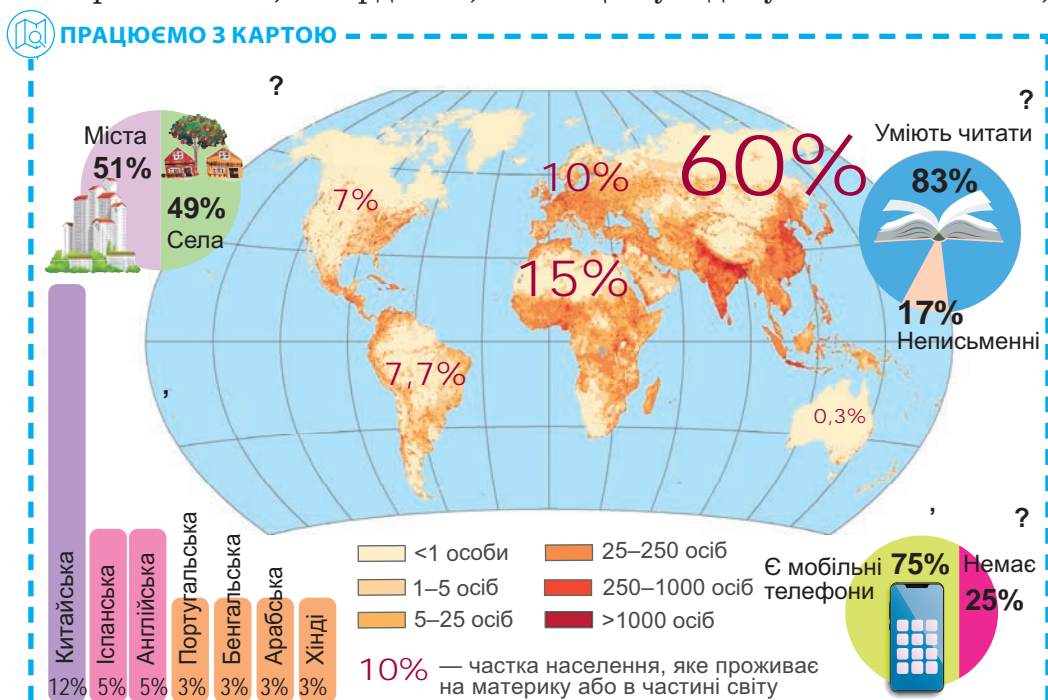 ПРАЦЮЄМО З КАРТОЮ
?
Міста
51%
49%
Села
?
Уміють читати
83%
17%
Неписьменні
7%
10%
60%
15%
7,7%
0,3%
,
Китайська
12%
Іспанська
5%
Англійська
5%
Португальська
3%
Бенгальська
3%
Арабська
3%
Хінді
3%
<1 особи
1–5 осіб
5–25 осіб
25–250 осіб
250–1000 осіб
>1000 осіб
10% — частка населення, яке проживає
на материку або в частині світу
, ?
Є мобільні
телефони
75%
Немає
25%